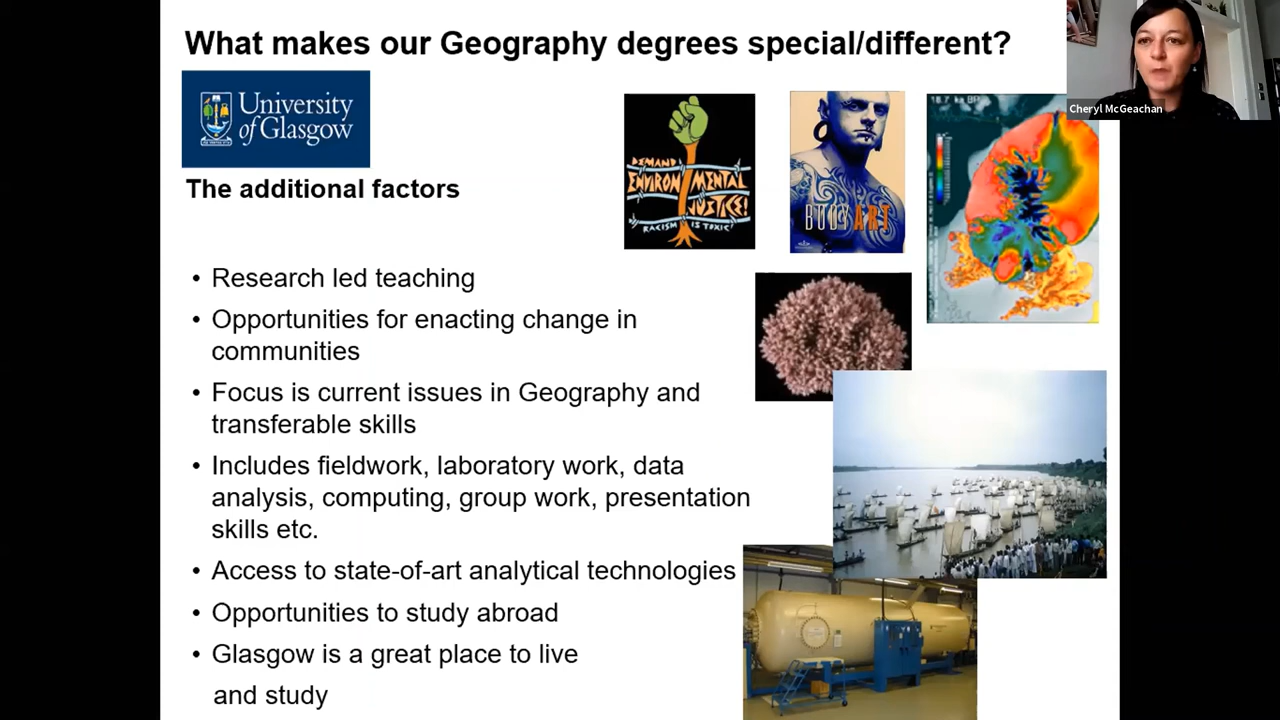 What makes our Geography degrees special/different?
Cheryl McGeachan
University
of Glasgow
The additional factors
DEMAND
ENVIRONMENTAL
JUSTICE!
RACISM IS TOXIC!
BODY ART
• Research led teaching
• Opportunities for enacting change in
communities
• Focus is current issues in Geography and
transferable skills
• Includes fieldwork, laboratory work, data
analysis, computing, group work, presentation
skills etc.
• Access to state-of-art analytical technologies
• Opportunities to study abroad
• Glasgow is a great place to live
and study